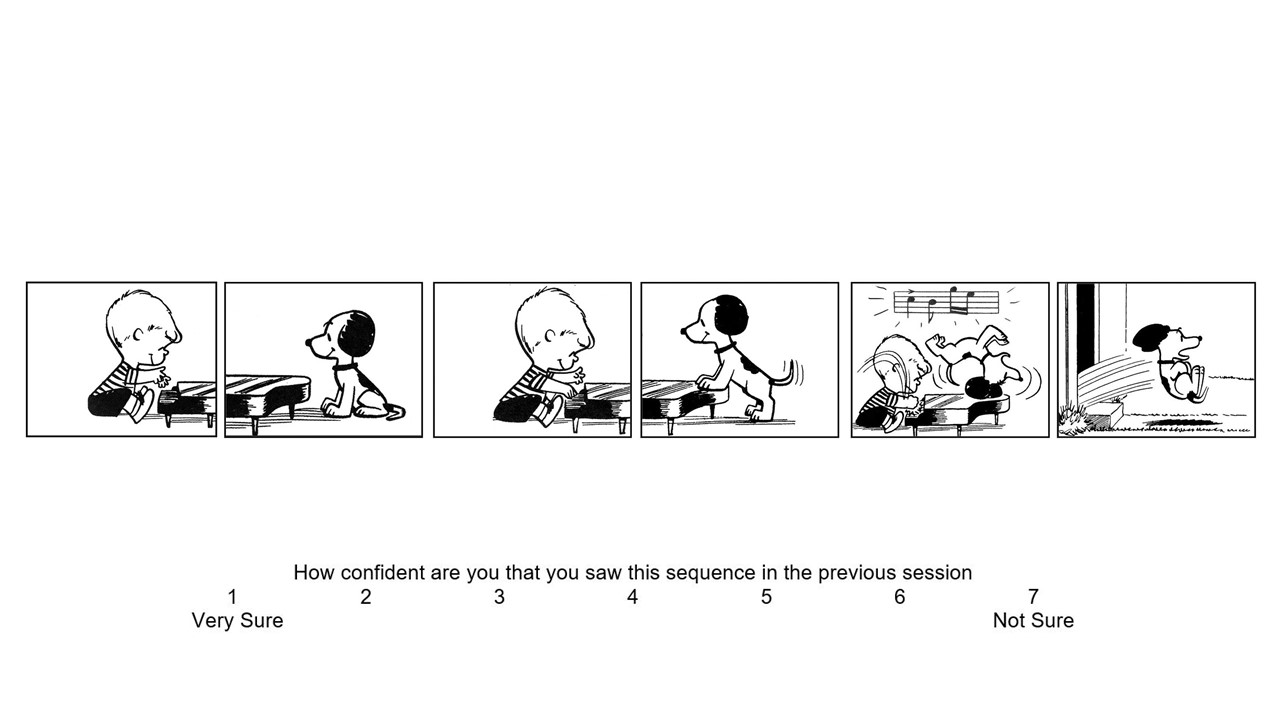 How confident are you that you saw this sequence in the previous session
1 2 3 4 5 6 7
Very Sure Not Sure